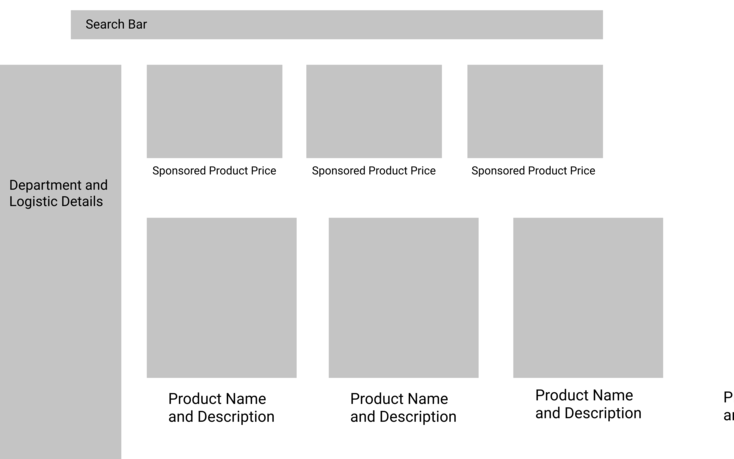 Search Bar
Department and
Logistic Details
Sponsored Product Price
Sponsored Product Price
Sponsored Product Price
Product Name
and Description
Product Name
and Description
Product Name
and Description